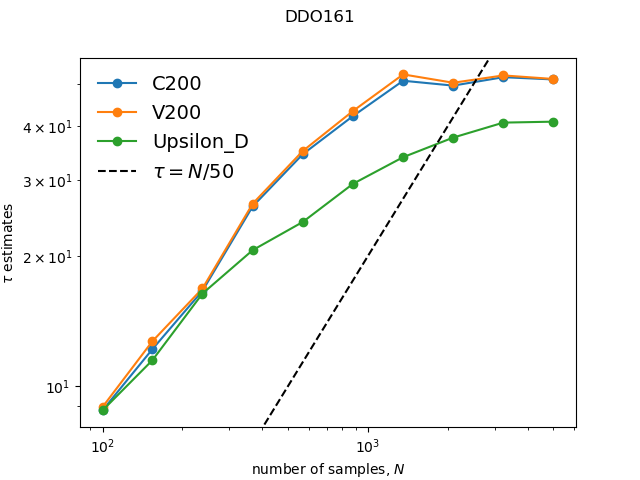 DDO161
C200
V200
Upsilon_D
τ = N/50
4 × 10¹
3 × 10¹
2 × 10¹
10¹
τ estimates
10² 10³
number of samples, N